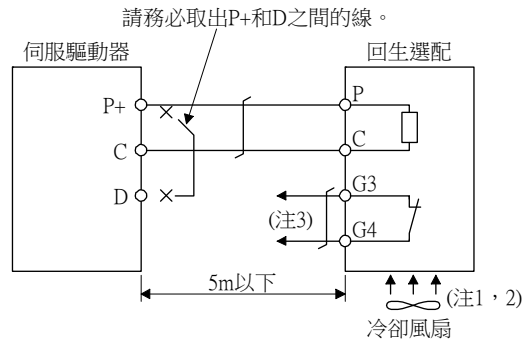 請務必取出P+和D之間的線。
伺服驅動器
回生選配
P+
P
C
C
D
G3
(注3)
G4
5m以下
(注1，2)
冷卻風扇